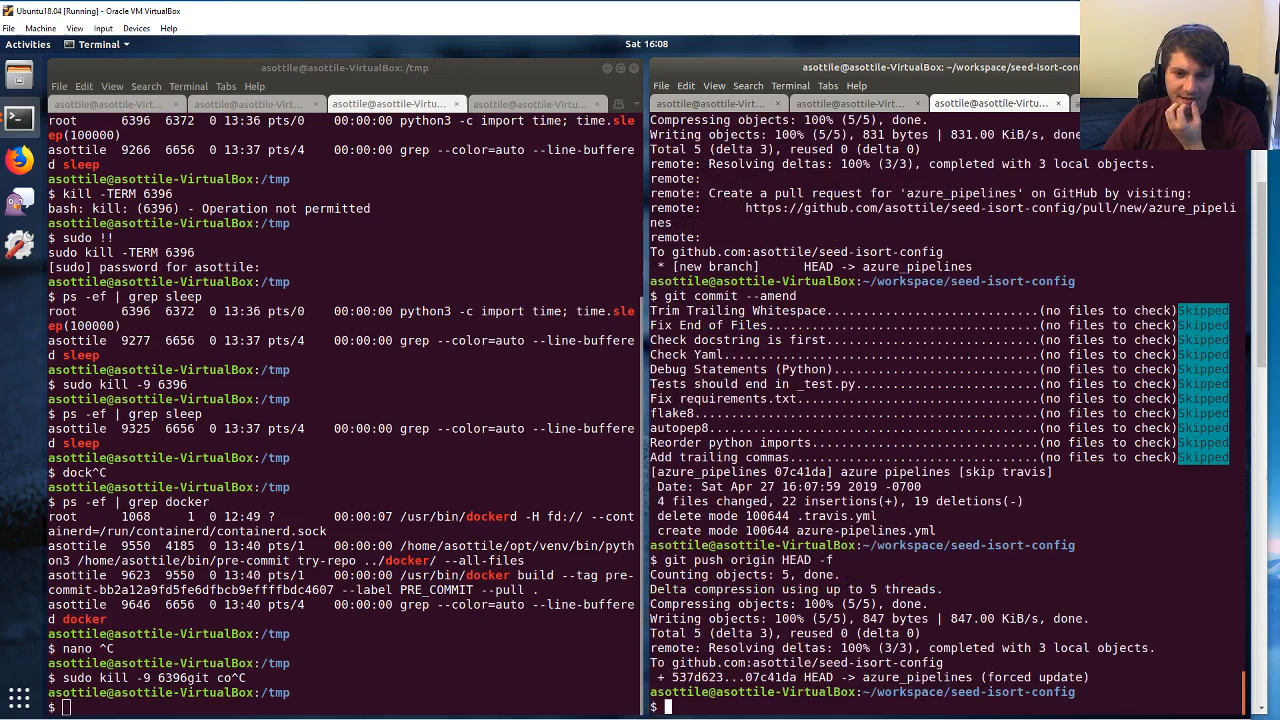 Ubuntu18.04 [Running] - Oracle VM VirtualBox
File Machine View Input Devices Help
Activities Terminal Sat 16:08
asottile@asottile-VirtualBox: /tmp
File Edit View Search Terminal Tabs Help
asottile@asottile-Virt... asottile@asottile-Virtu... asottile@asottile-Virtu... asottile@asottile-Virtu...
root 6396 6372 0 13:36 pts/0 00:00:00 python3 -c import time; time.sle
ep(100000)
asottile 9266 6656 0 13:37 pts/4 00:00:00 grep --color=auto --line-buffere
d sleep
asottile@asottile-VirtualBox:/tmp
$ kill -TERM 6396
bash: kill: (6396) - Operation not permitted
asottile@asottile-VirtualBox:/tmp
$ sudo !!
sudo kill -TERM 6396
[sudo] password for asottile:
asottile@asottile-VirtualBox:/tmp
$ ps -ef | grep sleep
root 6396 6372 0 13:36 pts/0 00:00:00 python3 -c import time; time.sle
ep(100000)
asottile 9277 6656 0 13:37 pts/4 00:00:00 grep --color=auto --line-buffere
d sleep
asottile@asottile-VirtualBox:/tmp
$ sudo kill -9 6396
asottile@asottile-VirtualBox:/tmp
$ ps -ef | grep sleep
asottile 9325 6656 0 13:37 pts/4 00:00:00 grep --color=auto --line-buffere
d sleep
asottile@asottile-VirtualBox:/tmp
$ dock^C
asottile@asottile-VirtualBox:/tmp
$ ps -ef | grep docker
root 1068 1 0 12:49 ? 00:00:07 /usr/bin/dockerd -H fd:// --cont
ainerd=/run/containerd/containerd.sock
asottile 9550 4185 0 13:40 pts/1 00:00:00 /home/asottile/opt/venv/bin/pyth
on3 /home/asottile/bin/pre-commit try-repo ../docker/ --all-files
asottile 9623 9550 0 13:40 pts/1 00:00:00 /usr/bin/docker build --tag pre-
commit-bb2a12a9fd5fe6dfbcb9effffbdc4607 --label PRE_COMMIT --pull .
asottile 9646 6656 0 13:40 pts/4 00:00:00 grep --color=auto --line-buffere
d docker
asottile@asottile-VirtualBox:/tmp
$ nano ^C
asottile@asottile-VirtualBox:/tmp
$ sudo kill -9 6396git co^C
asottile@asottile-VirtualBox:/tmp
$
asottile@asottile-VirtualBox: ~/workspace/seed-isort-conf
File Edit View Search Terminal Tabs Help
asottile@asottile-Virtu... asottile@asottile-Virtu... asottile@asottile-Virtu...
Compressing objects: 100% (5/5), done.
Writing objects: 100% (5/5), 831 bytes | 831.00 KiB/s, done.
Total 5 (delta 3), reused 0 (delta 0)
remote: Resolving deltas: 100% (3/3), completed with 3 local objects.
remote:
remote: Create a pull request for 'azure_pipelines' on GitHub by visiting:
remote: https://github.com/asottile/seed-isort-config/pull/new/azure_pipeli
nes
remote:
To github.com:asottile/seed-isort-config
* [new branch] HEAD -> azure_pipelines
asottile@asottile-VirtualBox:~/workspace/seed-isort-config
$ git commit --amend
Trim Trailing Whitespace.................................(no files to check)Skipped
Fix End of Files.........................................(no files to check)Skipped
Check docstring is first.................................(no files to check)Skipped
Check Yaml...............................................(no files to check)Skipped
Debug Statements (Python)................................(no files to check)Skipped
Tests should end in _test.py.............................(no files to check)Skipped
Fix requirements.txt.....................................(no files to check)Skipped
flake8...................................................(no files to check)Skipped
autopep8.................................................(no files to check)Skipped
Reorder python imports...................................(no files to check)Skipped
Add trailing commas......................................(no files to check)Skipped
[azure_pipelines 07c41da] azure pipelines [skip travis]
Date: Sat Apr 27 16:07:59 2019 -0700
4 files changed, 22 insertions(+), 19 deletions(-)
delete mode 100644 .travis.yml
create mode 100644 azure-pipelines.yml
asottile@asottile-VirtualBox:~/workspace/seed-isort-config
$ git push origin HEAD -f
Counting objects: 5, done.
Delta compression using up to 5 threads.
Compressing objects: 100% (5/5), done.
Writing objects: 100% (5/5), 847 bytes | 847.00 KiB/s, done.
Total 5 (delta 3), reused 0 (delta 0)
remote: Resolving deltas: 100% (3/3), completed with 3 local objects.
To github.com:asottile/seed-isort-config
+ 537d623...07c41da HEAD -> azure_pipelines (forced update)
asottile@asottile-VirtualBox:~/workspace/seed-isort-config
$